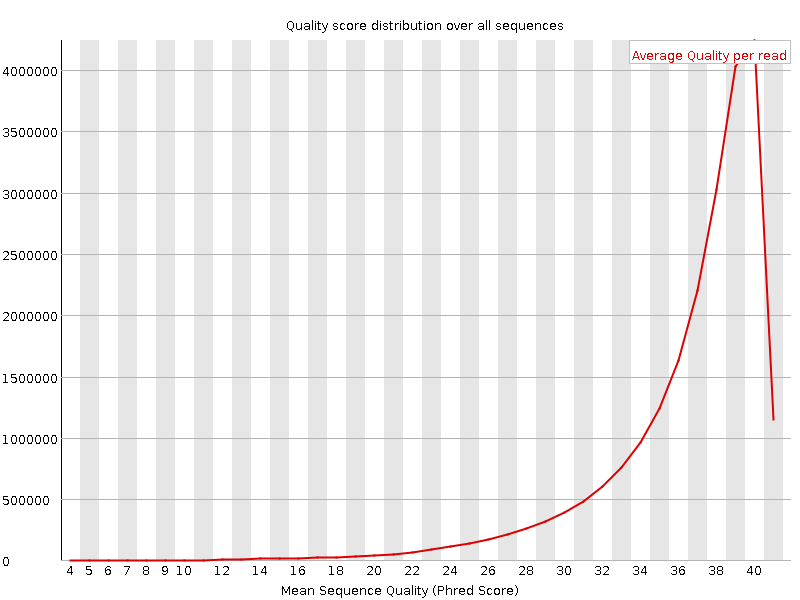 Quality score distribution over all sequences
Average Quality per read
4000000
3500000
3000000
2500000
2000000
1500000
1000000
500000
0
4 5 6 7 8 9 10 12 14 16 18 20 22 24 26 28 30 32 34 36 38 40
Mean Sequence Quality (Phred Score)